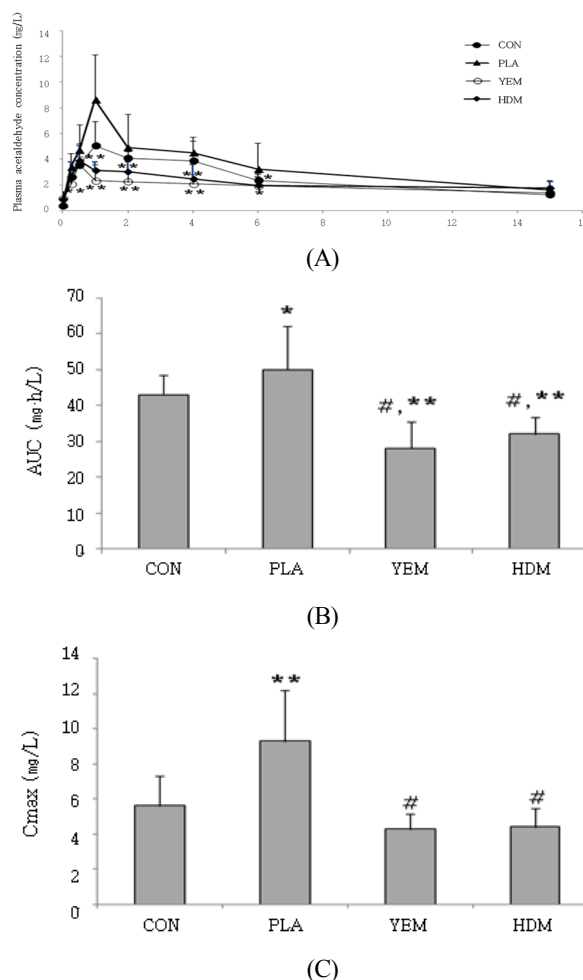 Plasma acetaldehyde concentration (mg/L)
14
12
10
8
6
4
2
0
CON
PLA
YEM
HDM
** ** ** *
** ** ** ** *
0 2 4 6 8 10 12 14
(A)
AUC (mg·h/L)
70
60
50
40
30
20
10
0
*
#, **
#, **
CON PLA YEM HDM
(B)
Cmax (mg/L)
14
12
10
8
6
4
2
0
**
#
#
CON PLA YEM HDM
(C)